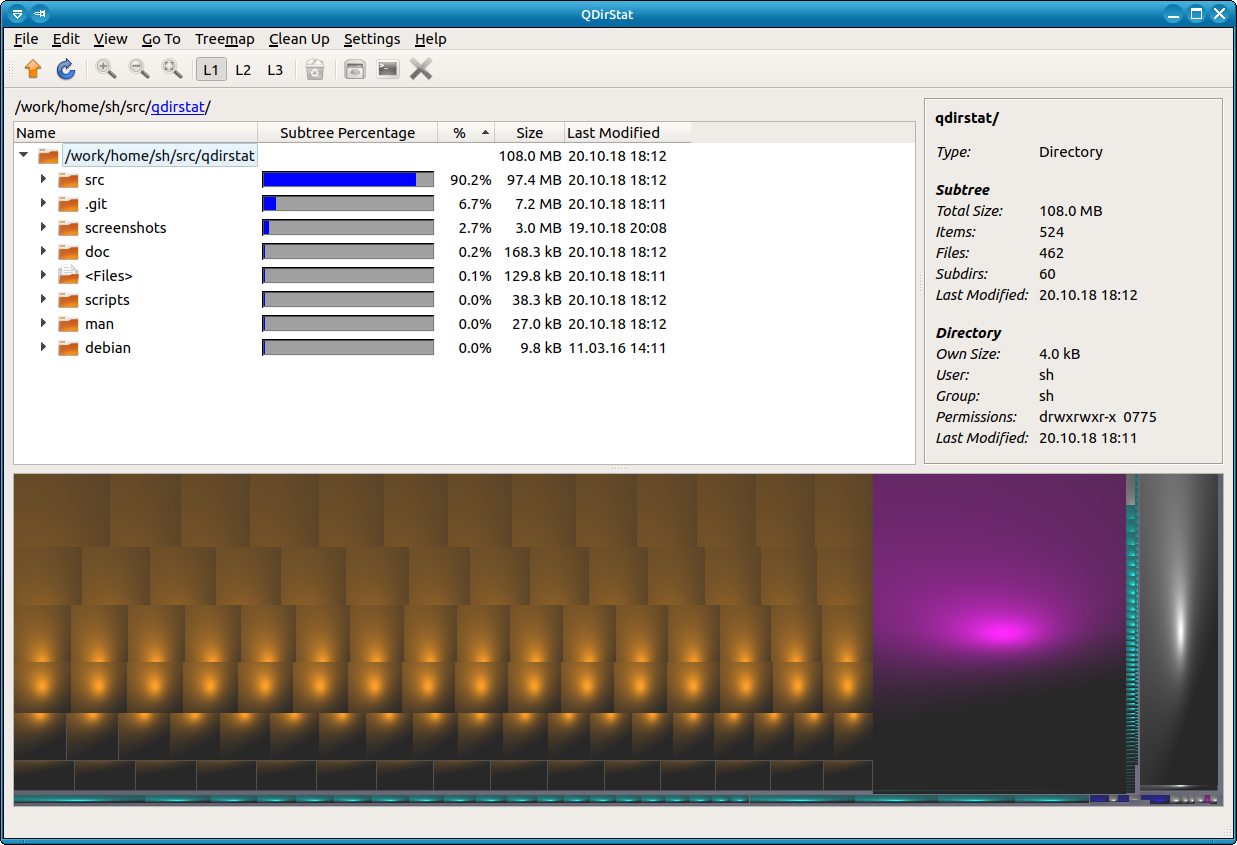 QDirStat
File Edit View Go To Treemap Clean Up Settings Help
L1 L2 L3
/work/home/sh/src/qdirstat/
Name Subtree Percentage % Size Last Modified
/work/home/sh/src/qdirstat 108.0 MB 20.10.18 18:12
src 90.2% 97.4 MB 20.10.18 18:12
.git 6.7% 7.2 MB 20.10.18 18:11
screenshots 2.7% 3.0 MB 19.10.18 20:08
doc 0.2% 168.3 kB 20.10.18 18:12
<Files> 0.1% 129.8 kB 20.10.18 18:11
scripts 0.0% 38.3 kB 20.10.18 18:12
man 0.0% 27.0 kB 20.10.18 18:12
debian 0.0% 9.8 kB 11.03.16 14:11
qdirstat/
Type: Directory
Subtree
Total Size: 108.0 MB
Items: 524
Files: 462
Subdirs: 60
Last Modified: 20.10.18 18:12
Directory
Own Size: 4.0 kB
User: sh
Group: sh
Permissions: drwxrwxr-x 0775
Last Modified: 20.10.18 18:11